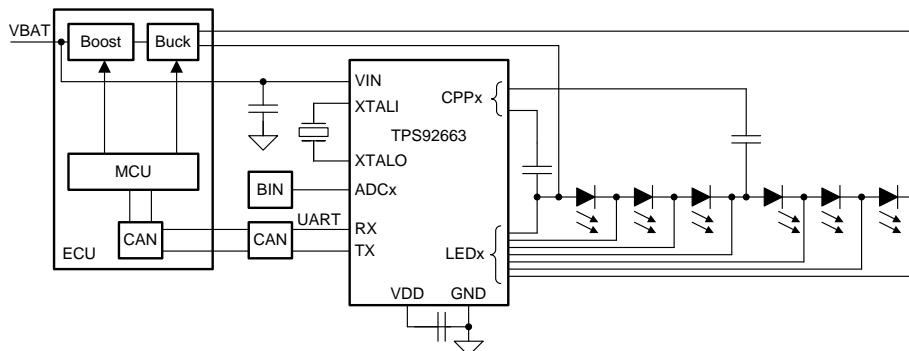 VBAT
Boost
Buck
VIN
CPPx
XTALI
TPS92663
XTALO
MCU
BIN
ADCx
UART
RX
CAN
CAN
ECU
TX
LEDx
VDD
GND